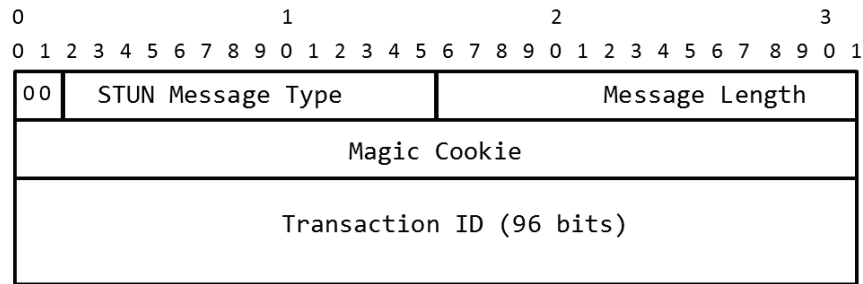 0 1 2 3
0 1 2 3 4 5 6 7 8 9 0 1 2 3 4 5 6 7 8 9 0 1 2 3 4 5 6 7 8 9 0 1
00 STUN Message Type Message Length
Magic Cookie
Transaction ID (96 bits)